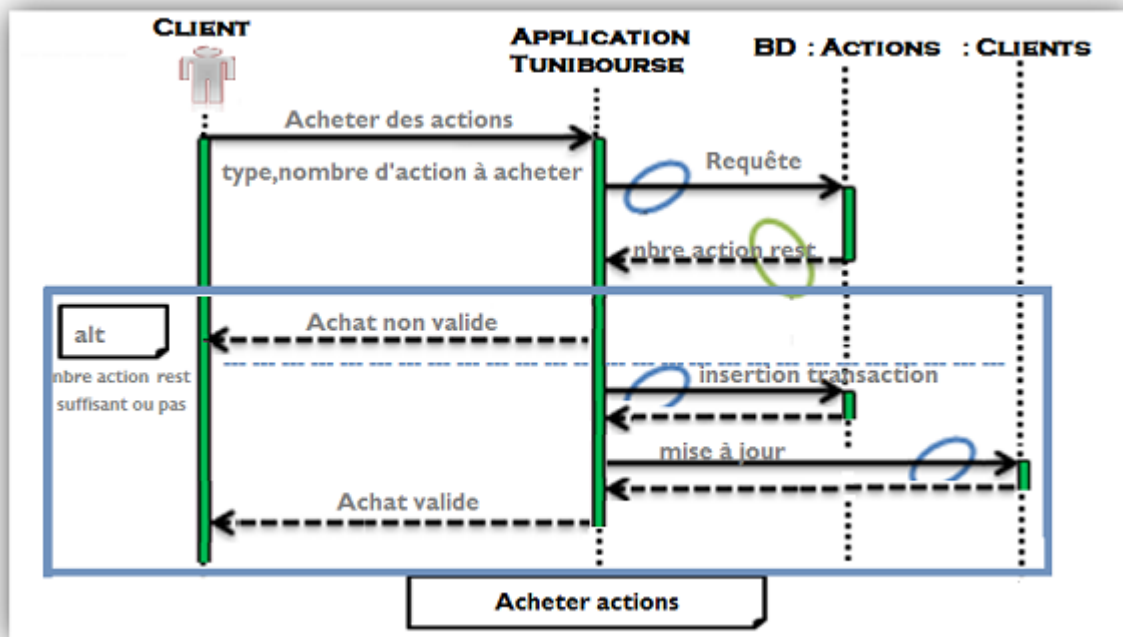 CLIENT
APPLICATION
TUNIBOURSE
BD : ACTIONS : CLIENTS
Acheter des actions
type,nombre d'action à acheter
Requête
nbre action rest
alt
Achat non valide
nbre action rest
suffisant ou pas
insertion transaction
mise à jour
Achat valide
Acheter actions